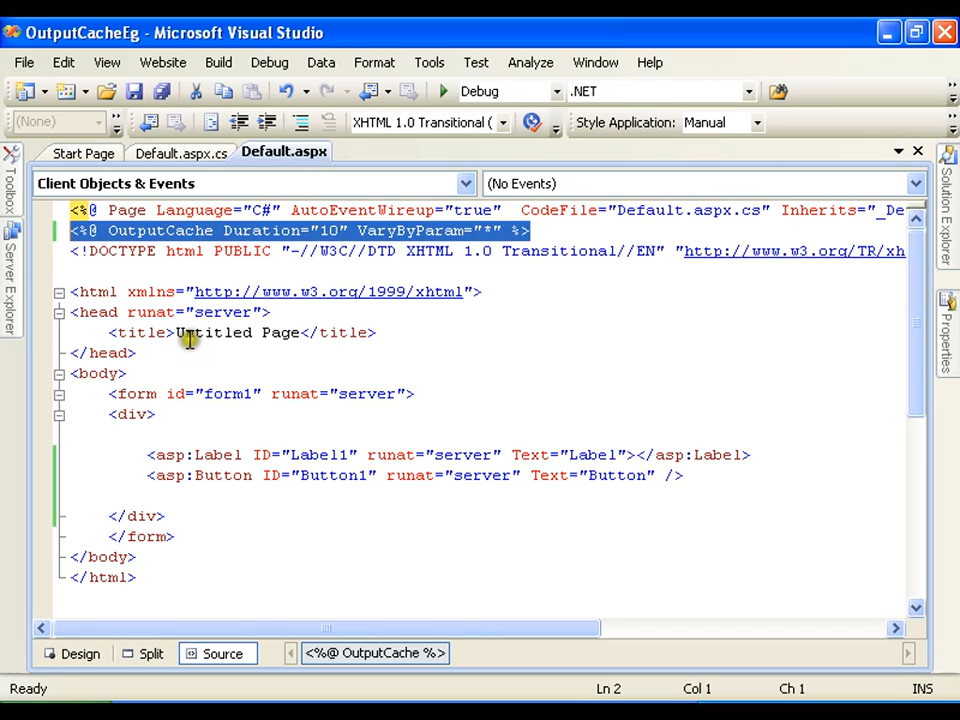 OutputCacheEg - Microsoft Visual Studio
File Edit View Website Build Debug Data Format Tools Test Analyze Window Help
Debug .NET
(None) XHTML 1.0 Transitional ( Style Application: Manual
Start Page Default.aspx.cs Default.aspx
Toolbox
Server Explorer
Solution Explorer
Properties
Client Objects & Events (No Events)
<%@ Page Language="C#" AutoEventWireup="true" CodeFile="Default.aspx.cs" Inherits="_De
<%@ OutputCache Duration="10" VaryByParam="*" %>
<!DOCTYPE html PUBLIC "-//W3C//DTD XHTML 1.0 Transitional//EN" "http://www.w3.org/TR/xh
<html xmlns="http://www.w3.org/1999/xhtml">
<head runat="server">
<title>Untitled Page</title>
</head>
<body>
<form id="form1" runat="server">
<div>
<asp:Label ID="Label1" runat="server" Text="Label"></asp:Label>
<asp:Button ID="Button1" runat="server" Text="Button" />
</div>
</form>
</body>
</html>
Design Split Source <%@ OutputCache %>
Ready Ln 2 Col 1 Ch 1 INS